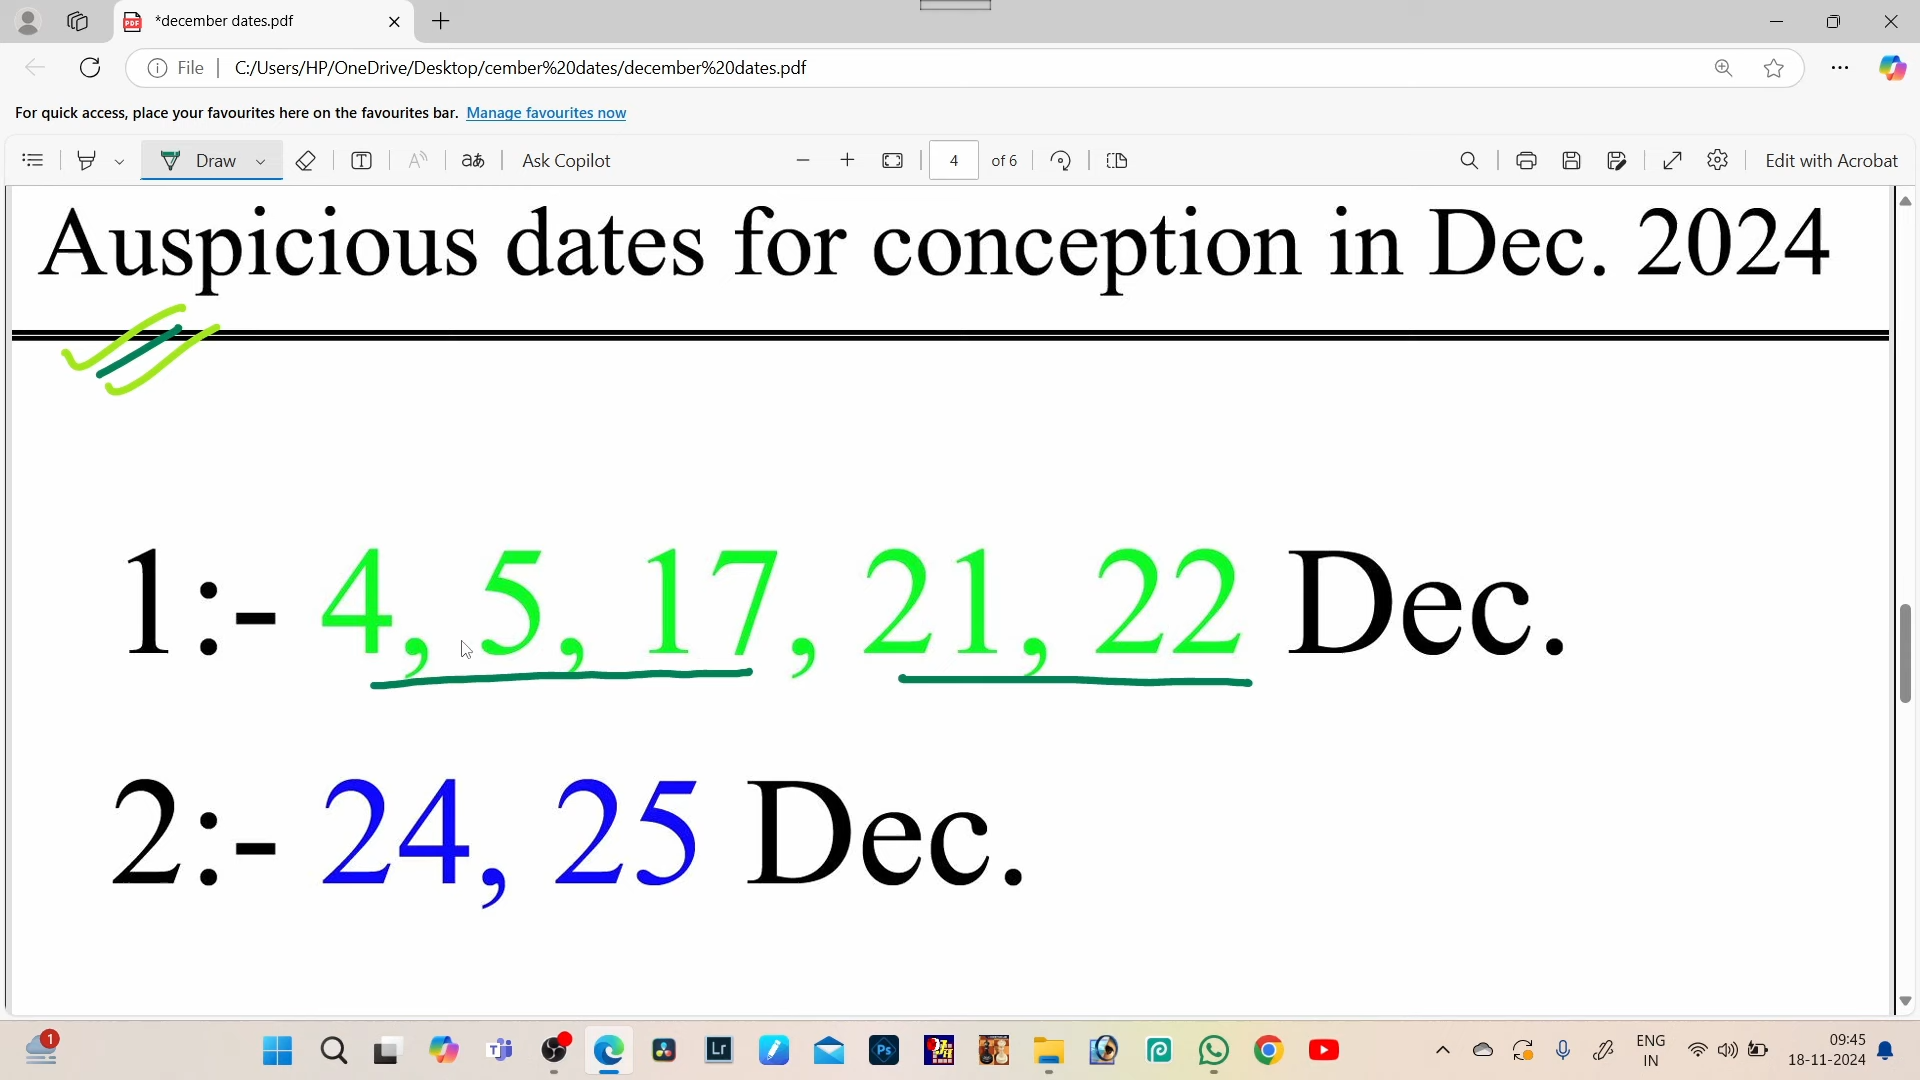 *december dates.pdf
File
C:/Users/HP/OneDrive/Desktop/cember%20dates/december%20dates.pdf
For quick access, place your favourites here on the favourites bar. Manage favourites now
Draw
Ask Copilot
4 of 6
Edit with Acrobat
Auspicious dates for conception in Dec. 2024
1:- 4, 5, 17, 21, 22 Dec.
2:- 24, 25 Dec.
1
Lr
Ps
ENG
IN
09:45
18-11-2024